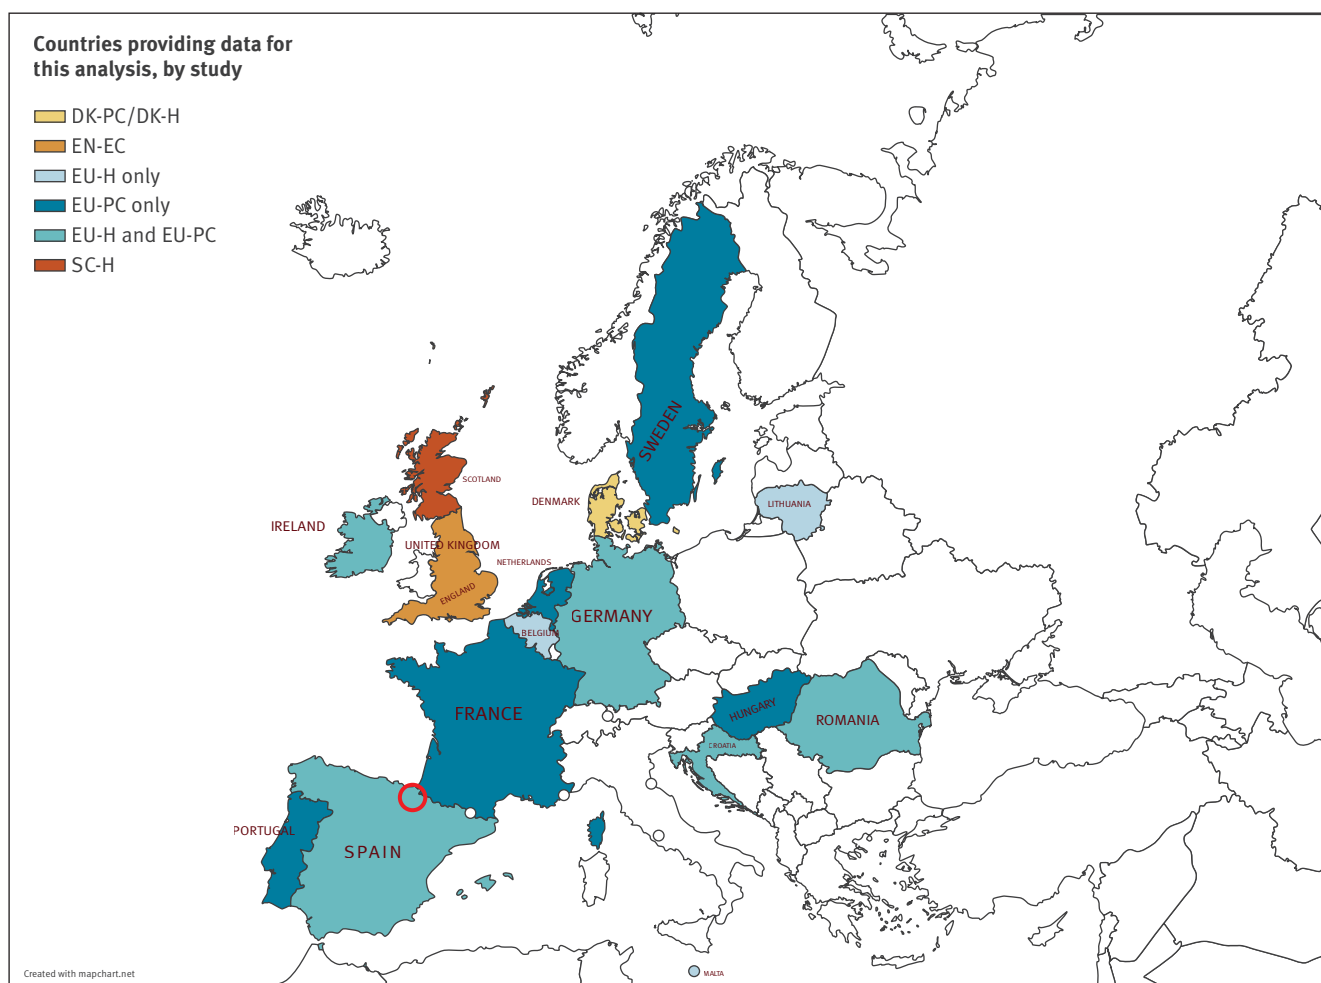 Countries providing data for
this analysis, by study
DK-PC/DK-H
EN-EC
EU-H only
EU-PC only
EU-H and EU-PC
SC-H
SWEDEN
SCOTLAND
DENMARK
LITHUANIA
IRELAND
UNITED KINGDOM
NETHERLANDS
ENGLAND
GERMANY
BELGIUM
FRANCE
HUNGARY
ROMANIA
CROATIA
PORTUGAL
SPAIN
MALTA
Created with mapchart.net